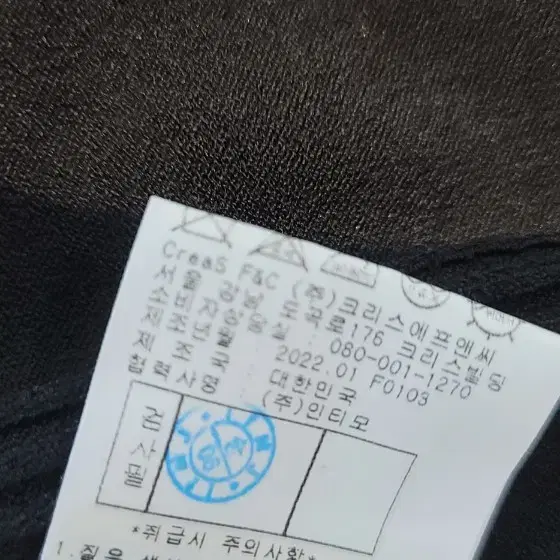 CreaS F&C (주)크리스에프앤씨
서울 강남 도곡로176 크리스빌딩
소비자상담실 080-001-1270
제조년월 2022.01 F0103
제조국 대한민국
협력사명 (주)인티모
검사필
*취급시 주의사항*
1.